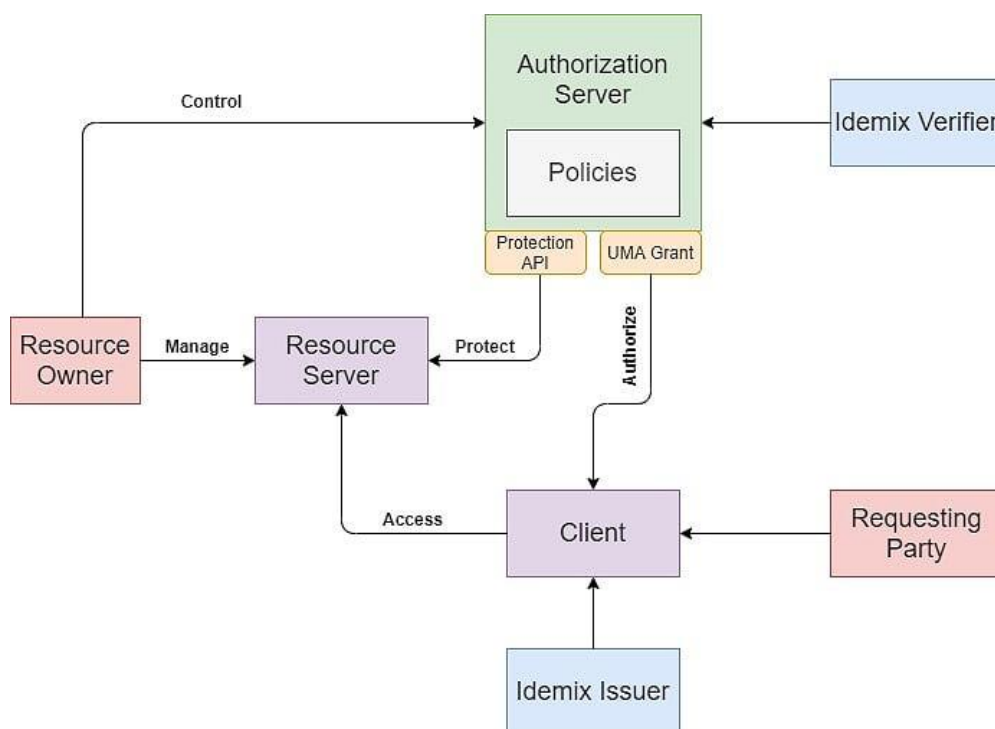 Authorization
Server
Control
Idemix Verifier
Policies
Protection
API
UMA Grant
Resource
Owner
Manage
Resource
Server
Protect
Authorize
Access
Client
Requesting
Party
Idemix Issuer